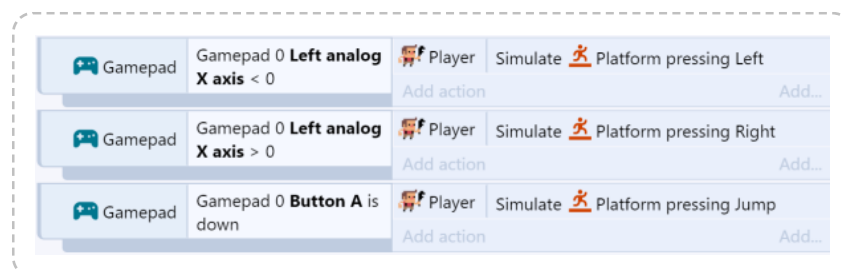 Gamepad Gamepad 0 Left analog X axis < 0 Player Simulate Platform pressing Left
Add action Add...
Gamepad Gamepad 0 Left analog X axis > 0 Player Simulate Platform pressing Right
Add action Add...
Gamepad Gamepad 0 Button A is down Player Simulate Platform pressing Jump
Add action Add...